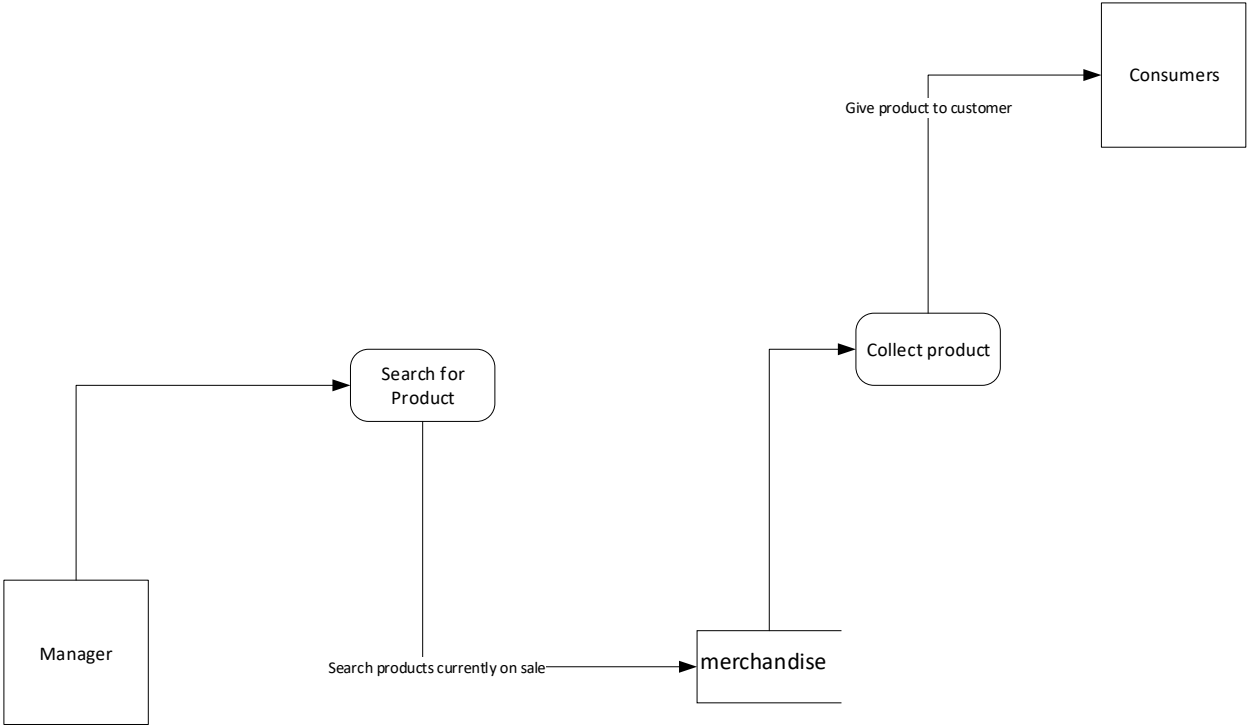 Consumers
Give product to customer
Collect product
Search for
Product
Manager
Search products currently on sale
merchandise